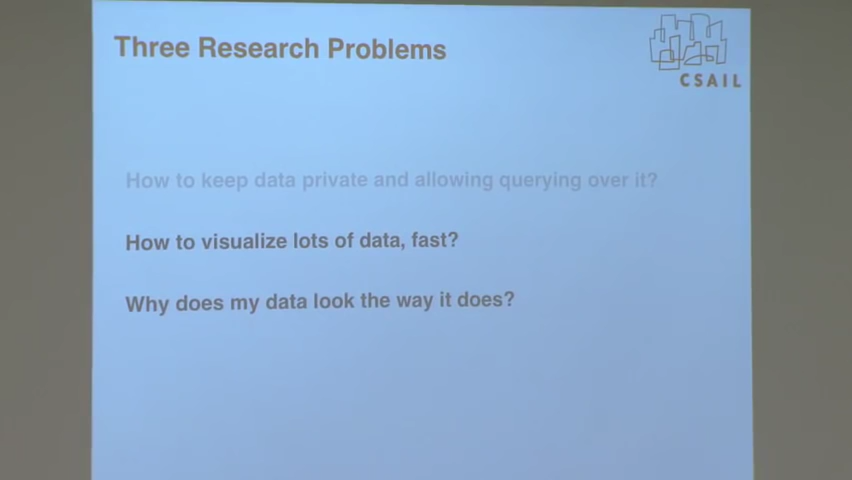 Three Research Problems
CSAIL
How to keep data private and allowing querying over it?
How to visualize lots of data, fast?
Why does my data look the way it does?